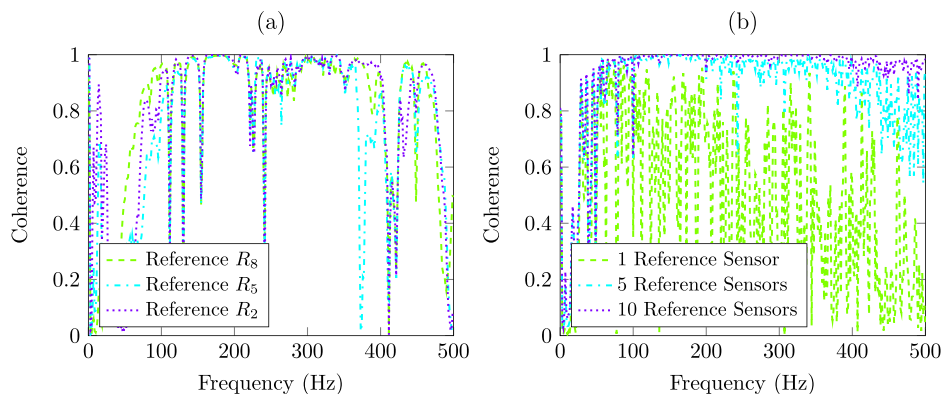 (a)
1
0.8
0.6
0.4
0.2
0
Coherence
Reference R₈
Reference R₅
Reference R₂
0 100 200 300 400 500
Frequency (Hz)
(b)
1
0.8
0.6
0.4
0.2
0
Coherence
1 Reference Sensor
5 Reference Sensors
10 Reference Sensors
0 100 200 300 400 500
Frequency (Hz)